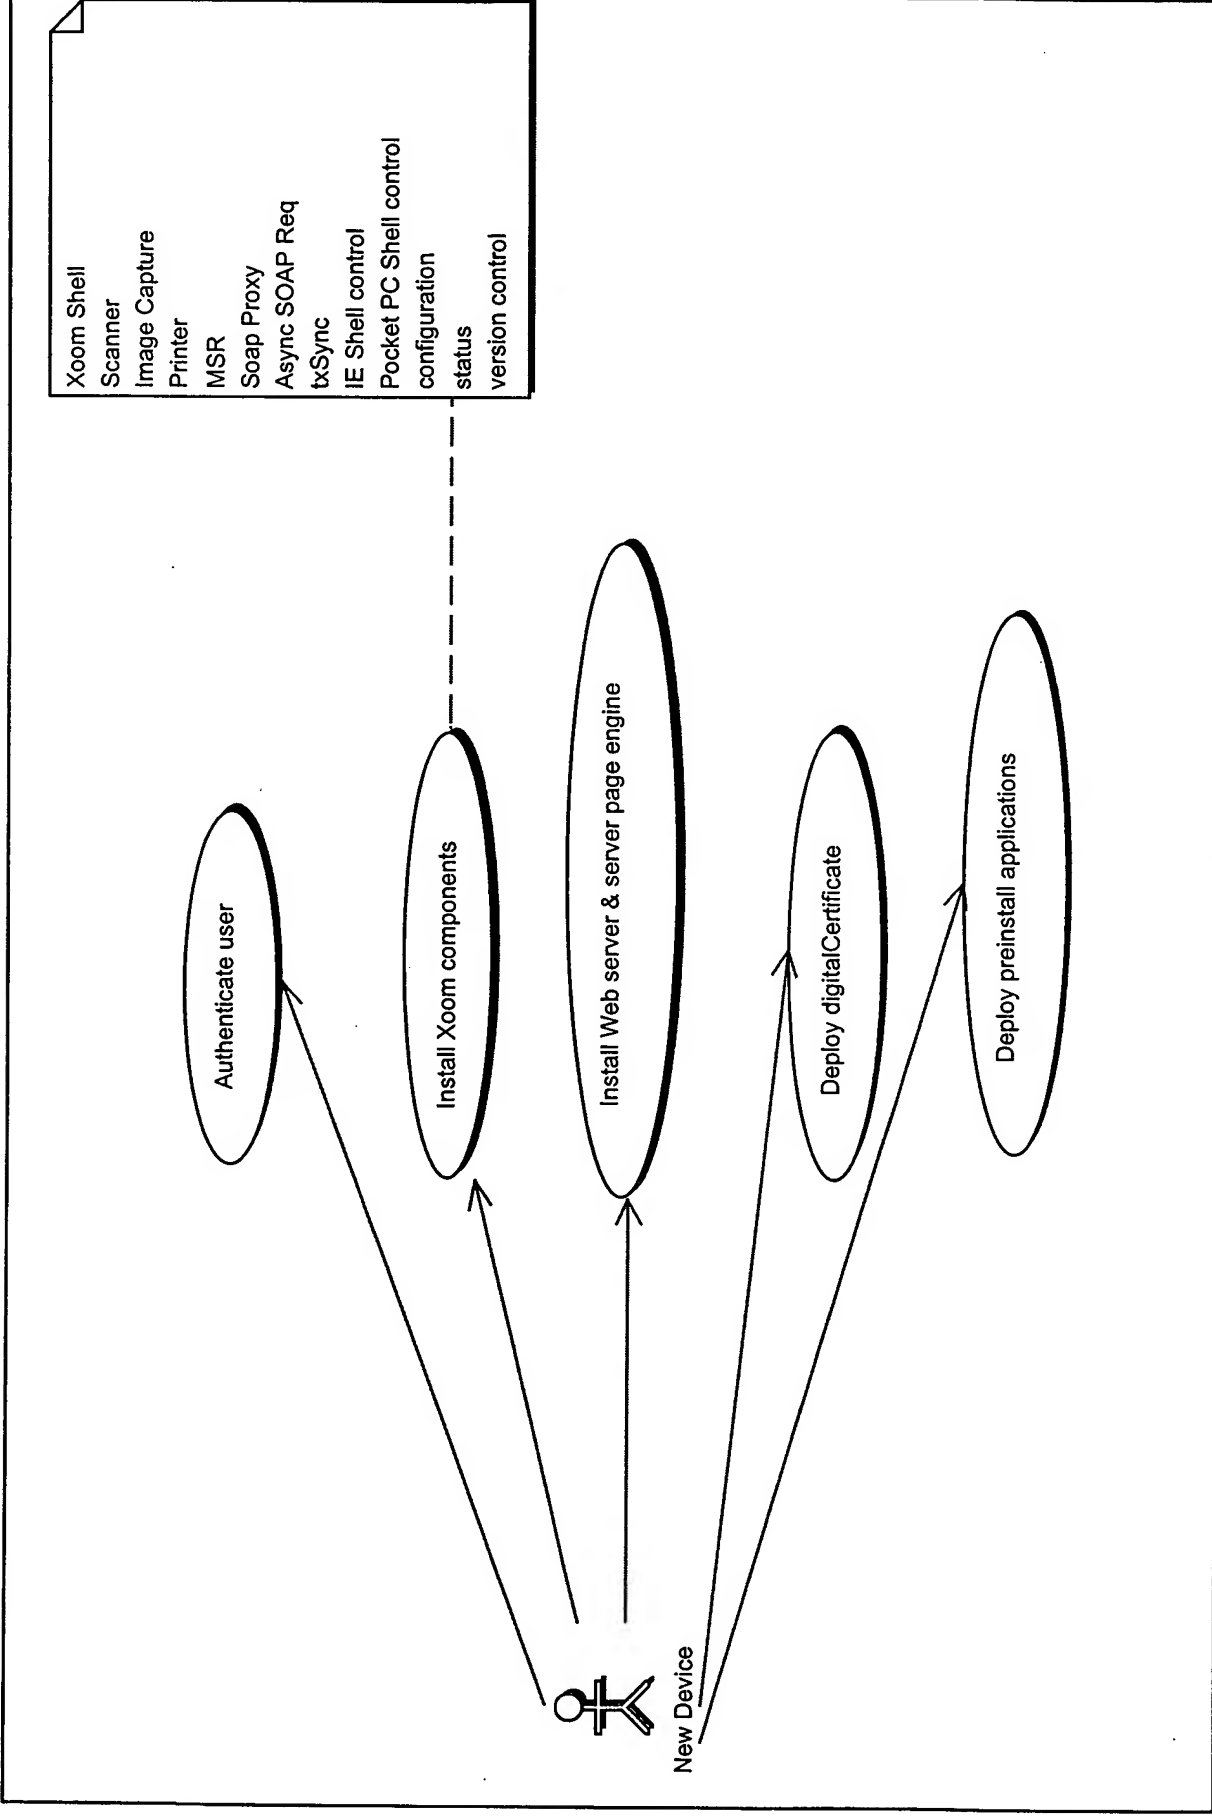 Xoom Shell
Scanner
Image Capture
Printer
MSR
Soap Proxy
Async SOAP Req
txSync
IE Shell control
Pocket PC Shell control
configuration
status
version control
Authenticate user
Install Xoom components
Install Web server & server page engine
Deploy digitalCertificate
Deploy preinstall applications
New Device